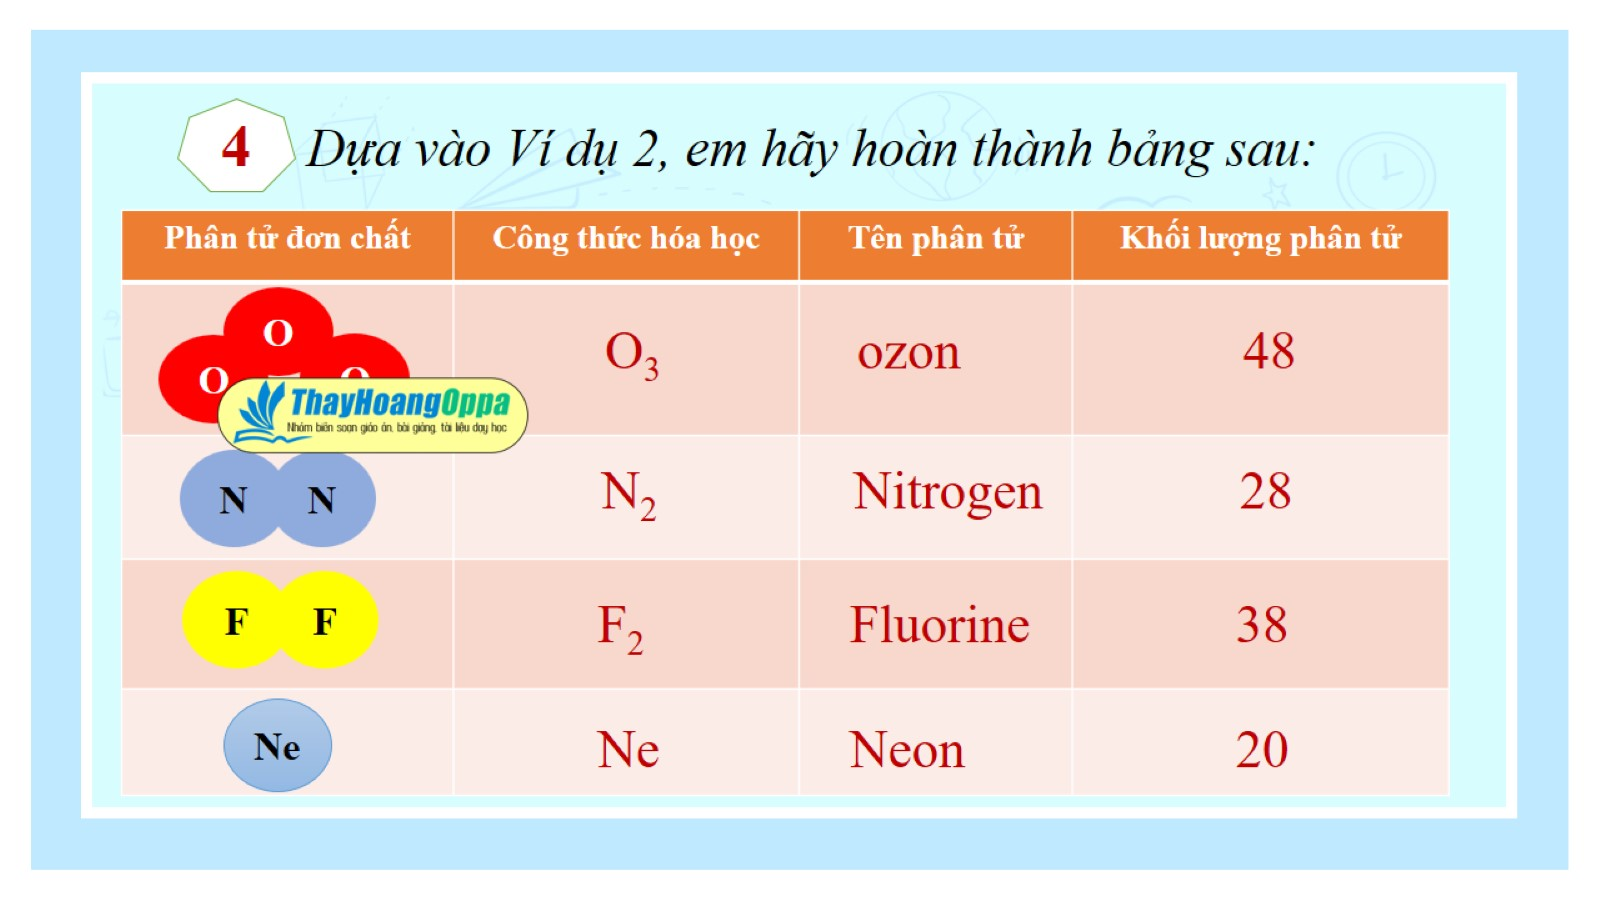 4 Dựa vào Ví dụ 2, em hãy hoàn thành bảng sau:
Phân tử đơn chất Công thức hóa học Tên phân tử Khối lượng phân tử
O
O O
O₃ ozon 48
ThayHoangOppa
Nhóm biên soạn giáo án, bài giảng, tài liệu dạy học
N N N₂ Nitrogen 28
F F F₂ Fluorine 38
Ne Ne Neon 20